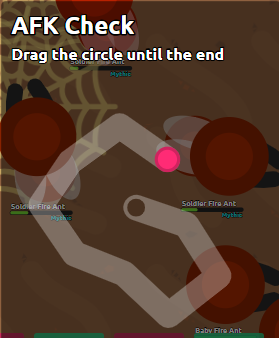 AFK Check
Drag the circle until the end
Soldier Fire Ant
Mythic
Soldier Fire Ant
Mythic
Soldier Fire Ant
Mythic
Baby Fire Ant